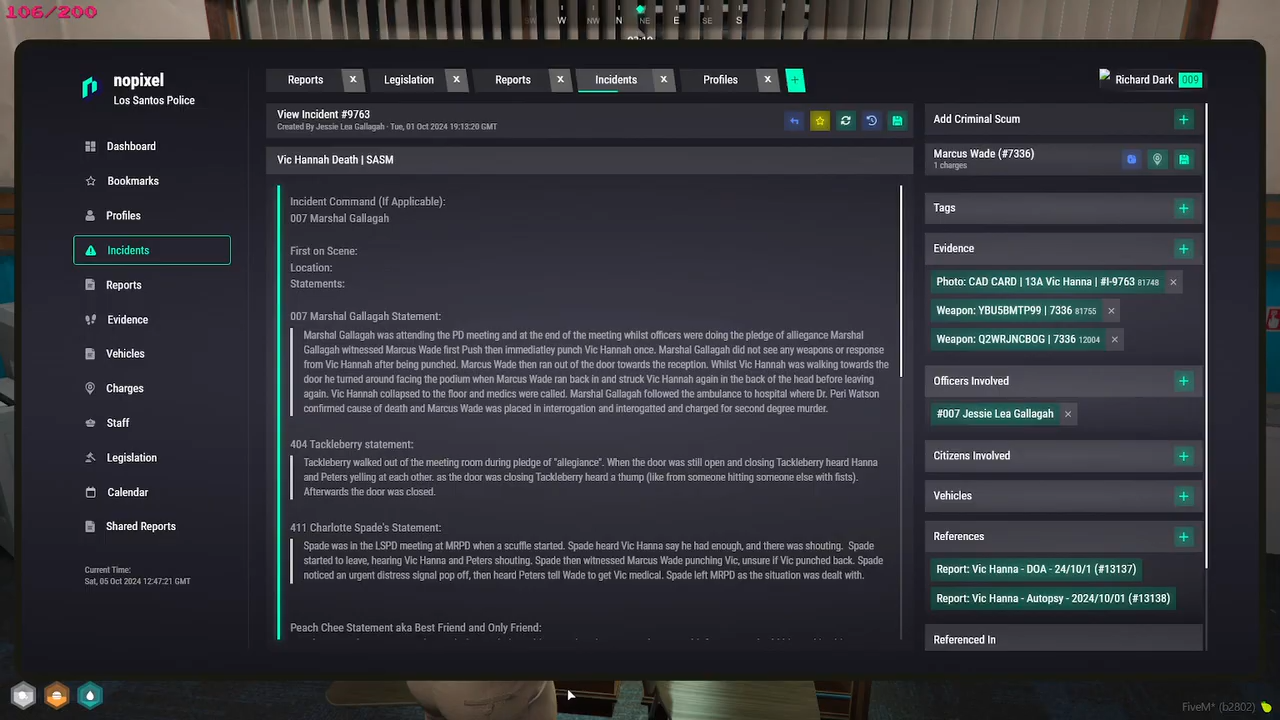 106/200
SW W NW N NE E SE S
nopixel
Los Santos Police
Reports x Legislation x Reports x Incidents x Profiles x +
Richard Dark 009
Dashboard
Bookmarks
Profiles
Incidents
Reports
Evidence
Vehicles
Charges
Staff
Legislation
Calendar
Shared Reports
Current Time:
Sat, 05 Oct 2024 12:47:21 GMT
View Incident #9763
Created By Jessie Lea Gallagah - Tue, 01 Oct 2024 19:13:20 GMT
Vic Hannah Death | SASM
Incident Command (If Applicable):
007 Marshal Gallagah
First on Scene:
Location:
Statements:
007 Marshal Gallagah Statement:
Marshal Gallagah was attending the PD meeting and at the end of the meeting whilst officers were doing the pledge of alliegance Marshal
Gallagah witnessed Marcus Wade first Push then immediatley punch Vic Hannah once. Marshal Gallagah did not see any weapons or response
from Vic Hannah after being punched. Marcus Wade then ran out of the door towards the reception. Whilst Vic Hannah was walking towards the
door he turned around facing the podium when Marcus Wade ran back in and struck Vic Hannah again in the back of the head before leaving
again. Vic Hannah collapsed to the floor and medics were called. Marshal Gallagah followed the ambulance to hospital where Dr. Peri Watson
confirmed cause of death and Marcus Wade was placed in interrogation and interogatted and charged for second degree murder.
404 Tackleberry statement:
Tackleberry walked out of the meeting room during pledge of "allegiance". When the door was still open and closing Tackleberry heard Hanna
and Peters yelling at each other. as the door was closing Tackleberry heard a thump (like from someone hitting someone else with fists).
Afterwards the door was closed.
411 Charlotte Spade's Statement:
Spade was in the LSPD meeting at MRPD when a scuffle started. Spade heard Vic Hanna say he had enough, and there was shouting. Spade
started to leave, hearing Vic Hanna and Peters shouting. Spade then witnessed Marcus Wade punching Vic, unsure if Vic punched back. Spade
noticed an urgent distress signal pop off, then heard Peters tell Wade to get Vic medical. Spade left MRPD as the situation was dealt with.
Peach Chee Statement aka Best Friend and Only Friend:
Add Criminal Scum +
Marcus Wade (#7336)
1 charges
Tags +
Evidence +
Photo: CAD CARD | 13A Vic Hanna | #I-9763 81748 x
Weapon: YBU5BMTP99 | 7336 81755 x
Weapon: Q2WRJNCBOG | 7336 12004 x
Officers Involved +
#007 Jessie Lea Gallagah x
Citizens Involved +
Vehicles +
References +
Report: Vic Hanna - DOA - 24/10/1 (#13137)
Report: Vic Hanna - Autopsy - 2024/10/01 (#13138)
Referenced In
FiveM* (b2802)